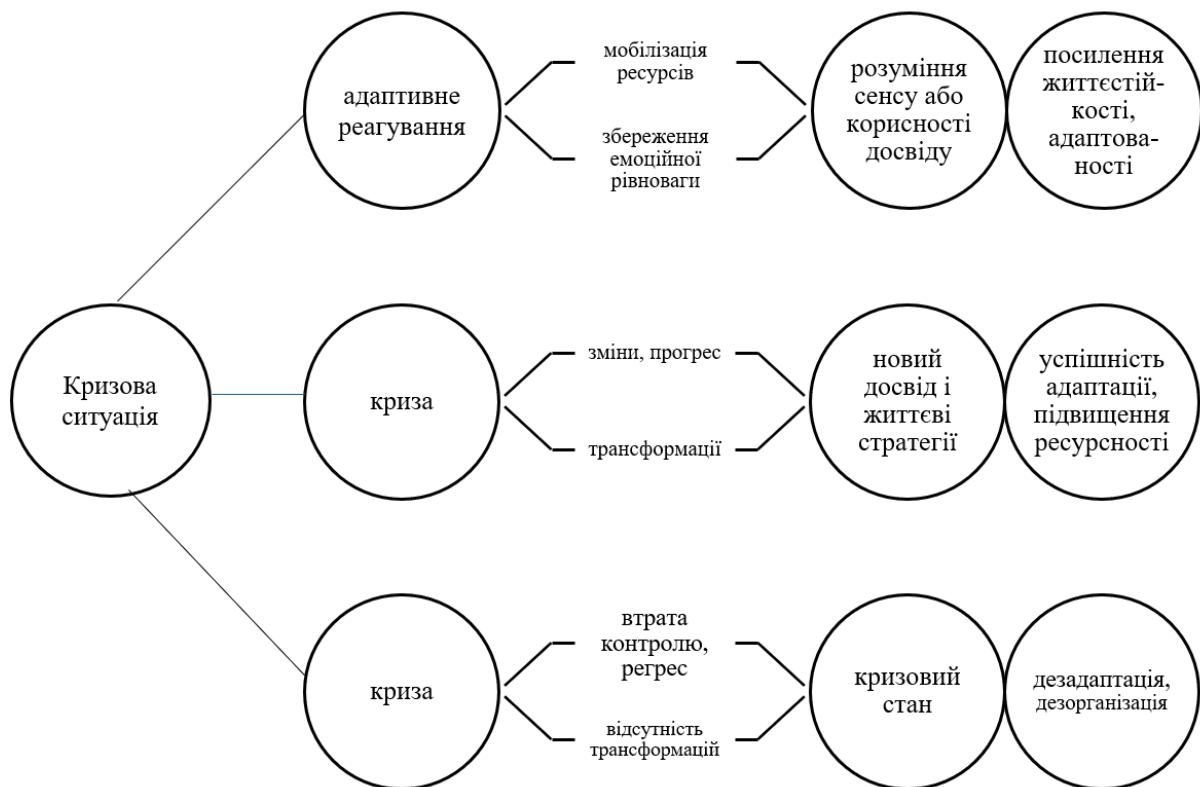 адаптивне
реагування
мобілізація
ресурсів
збереження
емоційної
рівноваги
розуміння
сенсу або
корисності
досвіду
посилення
життєстій-
кості,
адаптова-
ності
Кризова
ситуація
криза
зміни, прогрес
трансформації
новий
досвід і
життєві
стратегії
успішність
адаптації,
підвищення
ресурсності
криза
втрата
контролю,
регрес
відсутність
трансформацій
кризовий
стан
дезадаптація,
дезорганізація